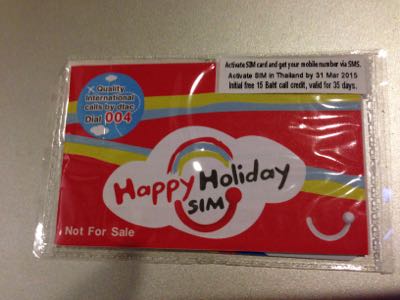 Activate SIM card and get your mobile number via SMS.
Activate SIM in Thailand by 31 Mar 2015
Initial free 15 Baht call credit, valid for 35 days.
Quality
International
calls by dtac
Dial 004
Happy Holiday
SIM
Not For Sale